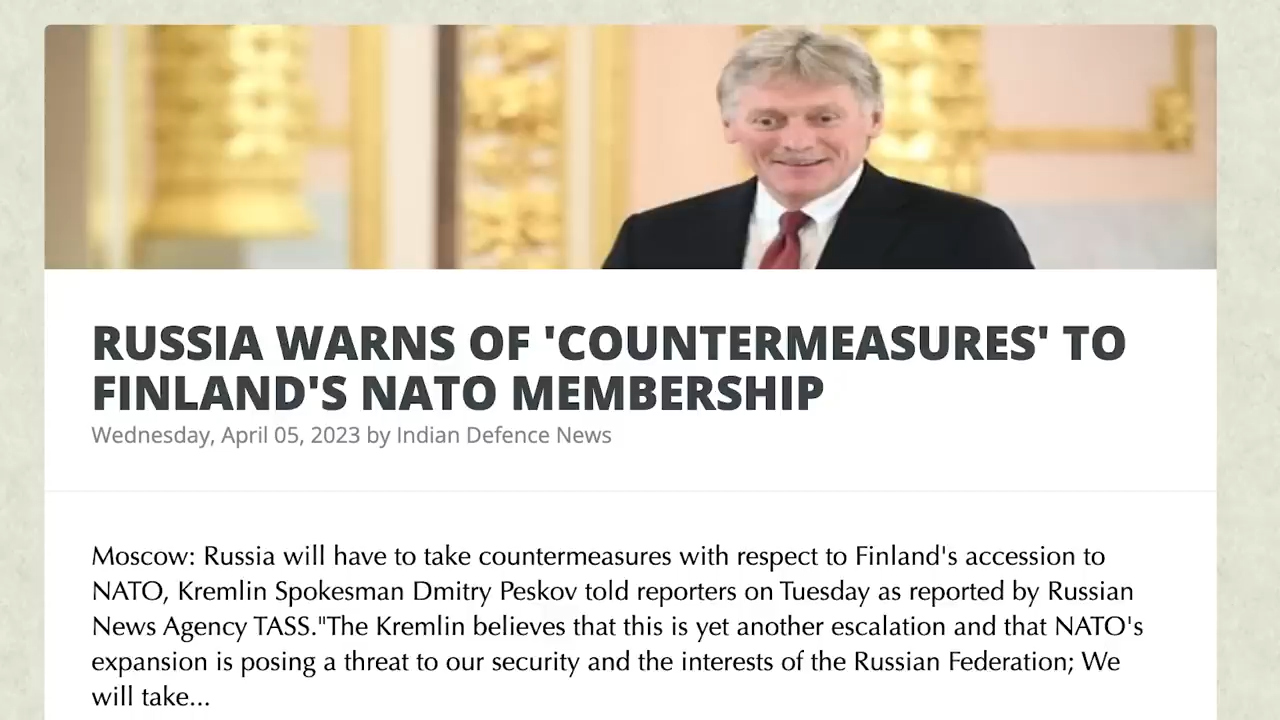 RUSSIA WARNS OF 'COUNTERMEASURES' TO
FINLAND'S NATO MEMBERSHIP
Wednesday, April 05, 2023 by Indian Defence News
Moscow: Russia will have to take countermeasures with respect to Finland's accession to
NATO, Kremlin Spokesman Dmitry Peskov told reporters on Tuesday as reported by Russian
News Agency TASS."The Kremlin believes that this is yet another escalation and that NATO's
expansion is posing a threat to our security and the interests of the Russian Federation; We
will take...